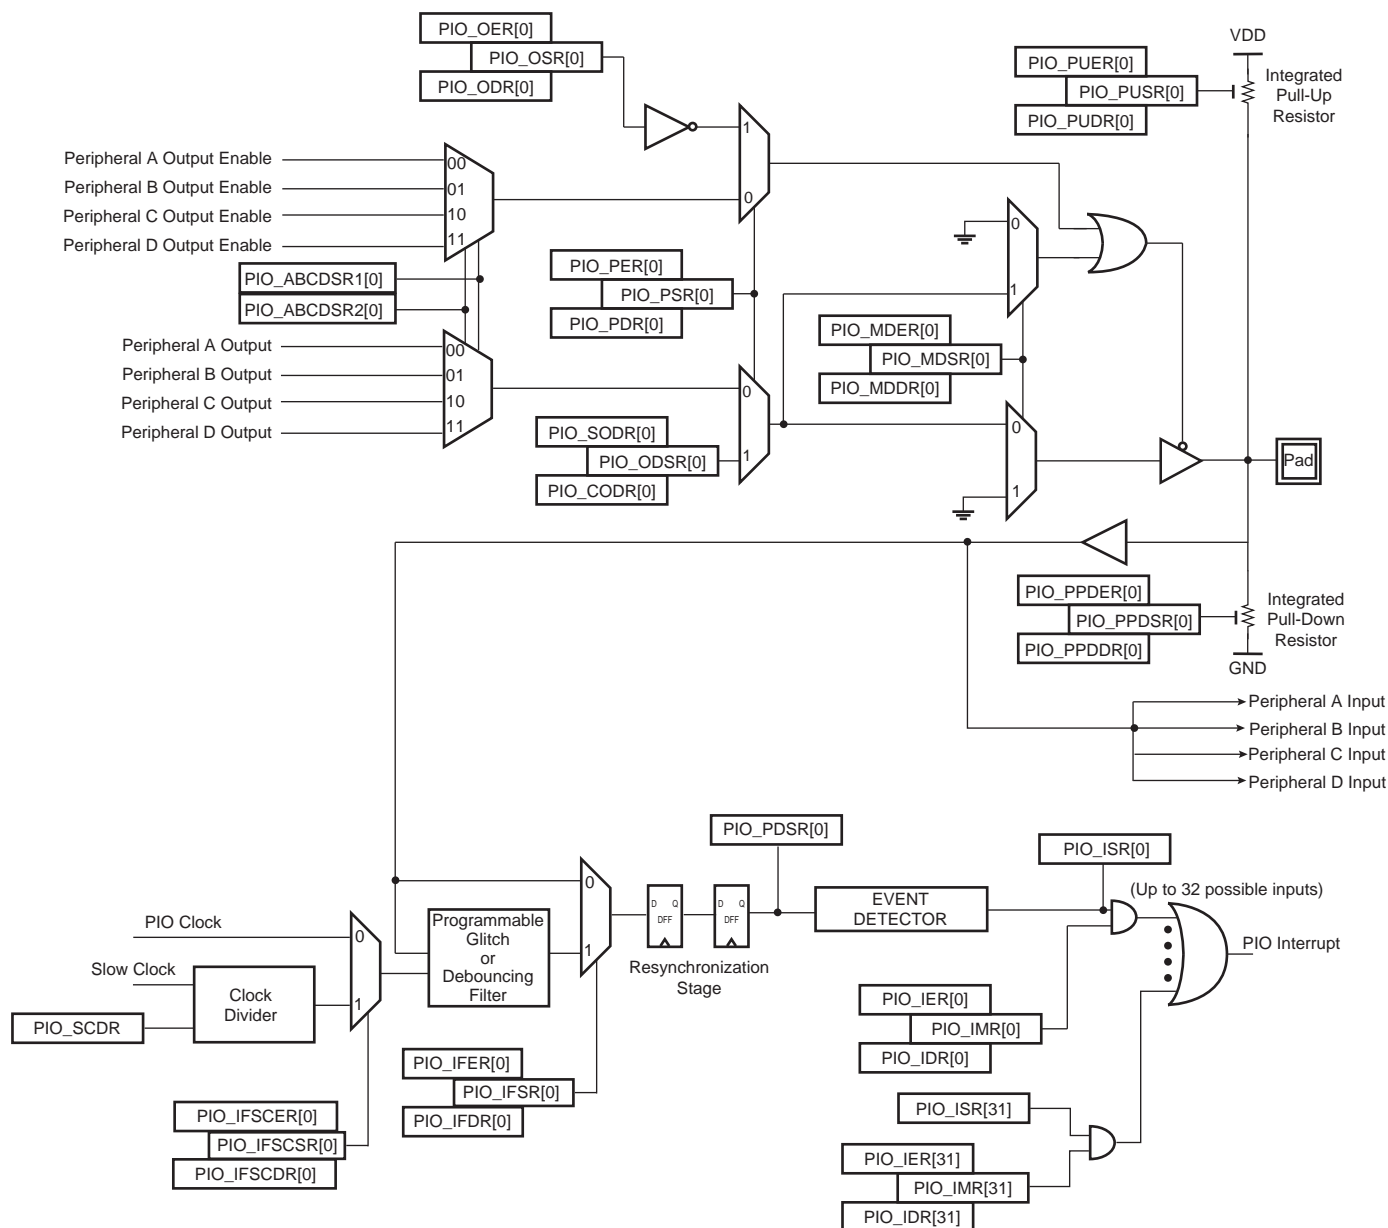 PIO_OER[0]
PIO_OSR[0]
PIO_ODR[0]
1
0
Peripheral A Output Enable
Peripheral B Output Enable
Peripheral C Output Enable
Peripheral D Output Enable
00
01
10
11
PIO_ABCDSR1[0]
PIO_ABCDSR2[0]
PIO_PER[0]
PIO_PSR[0]
PIO_PDR[0]
Peripheral A Output
Peripheral B Output
Peripheral C Output
Peripheral D Output
00
01
10
11
0
1
PIO_SODR[0]
PIO_ODSR[0]
PIO_CODR[0]
0
1
PIO_MDER[0]
PIO_MDSR[0]
PIO_MDDR[0]
0
1
VDD
PIO_PUER[0]
PIO_PUSR[0]
PIO_PUDR[0]
Integrated
Pull-Up
Resistor
Pad
PIO_PPDER[0]
PIO_PPDSR[0]
PIO_PPDDR[0]
Integrated
Pull-Down
Resistor
GND
Peripheral A Input
Peripheral B Input
Peripheral C Input
Peripheral D Input
PIO Clock
Slow Clock
PIO_SCDR
Clock
Divider
0
1
PIO_IFSCER[0]
PIO_IFSCSR[0]
PIO_IFSCDR[0]
Programmable
Glitch
or
Debouncing
Filter
0
1
PIO_IFER[0]
PIO_IFSR[0]
PIO_IFDR[0]
D Q
DFF
D Q
DFF
Resynchronization
Stage
PIO_PDSR[0]
EVENT
DETECTOR
PIO_ISR[0]
(Up to 32 possible inputs)
PIO Interrupt
PIO_IER[0]
PIO_IMR[0]
PIO_IDR[0]
PIO_ISR[31]
PIO_IER[31]
PIO_IMR[31]
PIO_IDR[31]